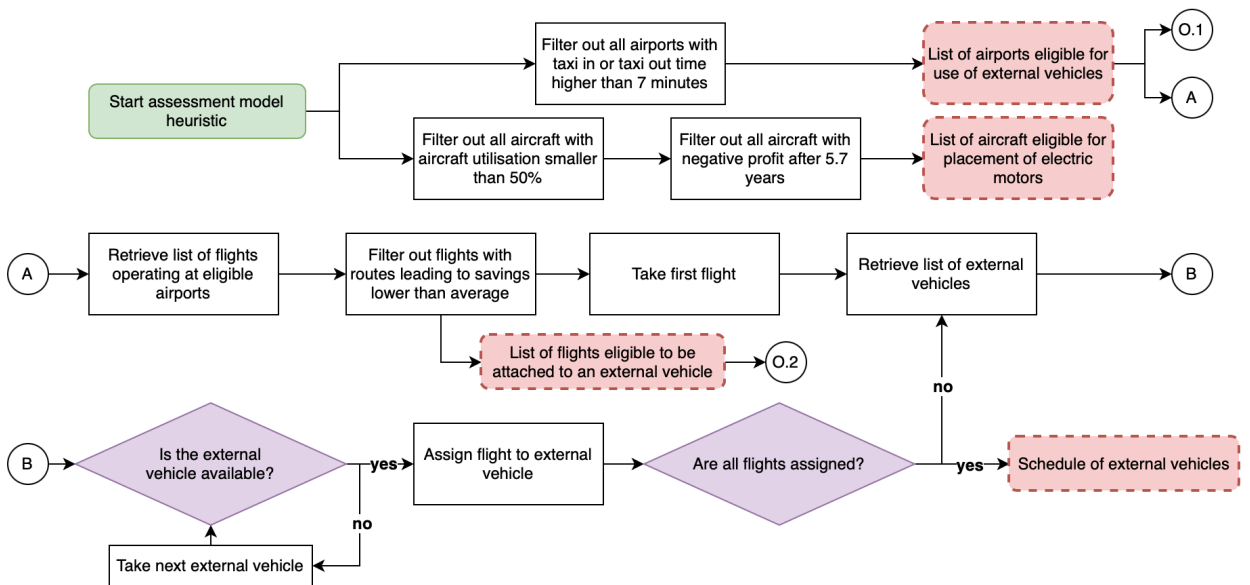 Start assessment model
heuristic
Filter out all airports with
taxi in or taxi out time
higher than 7 minutes
List of airports eligible for
use of external vehicles
O.1
A
Filter out all aircraft with
aircraft utilisation smaller
than 50%
Filter out all aircraft with
negative profit after 5.7
years
List of aircraft eligible for
placement of electric
motors
A
Retrieve list of flights
operating at eligible
airports
Filter out flights with
routes leading to savings
lower than average
Take first flight
Retrieve list of external
vehicles
B
List of flights eligible to be
attached to an external vehicle
O.2
no
B
Is the external
vehicle available?
yes
Assign flight to external
vehicle
Are all flights assigned?
yes
Schedule of external vehicles
no
Take next external vehicle